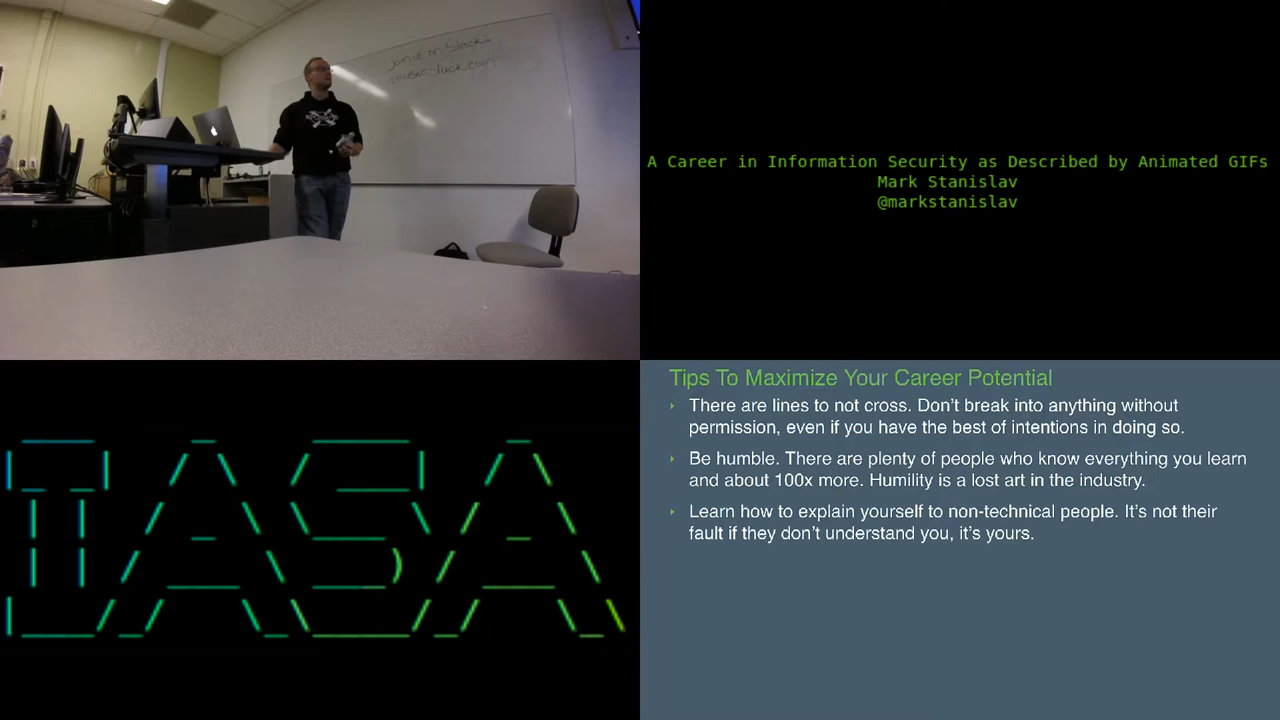 Join us on Slack
A Career in Information Security as Described by Animated GIFs
Mark Stanislav
@markstanislav
IASA
Tips To Maximize Your Career Potential
There are lines to not cross. Don't break into anything without
permission, even if you have the best of intentions in doing so.
Be humble. There are plenty of people who know everything you learn
and about 100x more. Humility is a lost art in the industry.
Learn how to explain yourself to non-technical people. It's not their
fault if they don't understand you, it's yours.